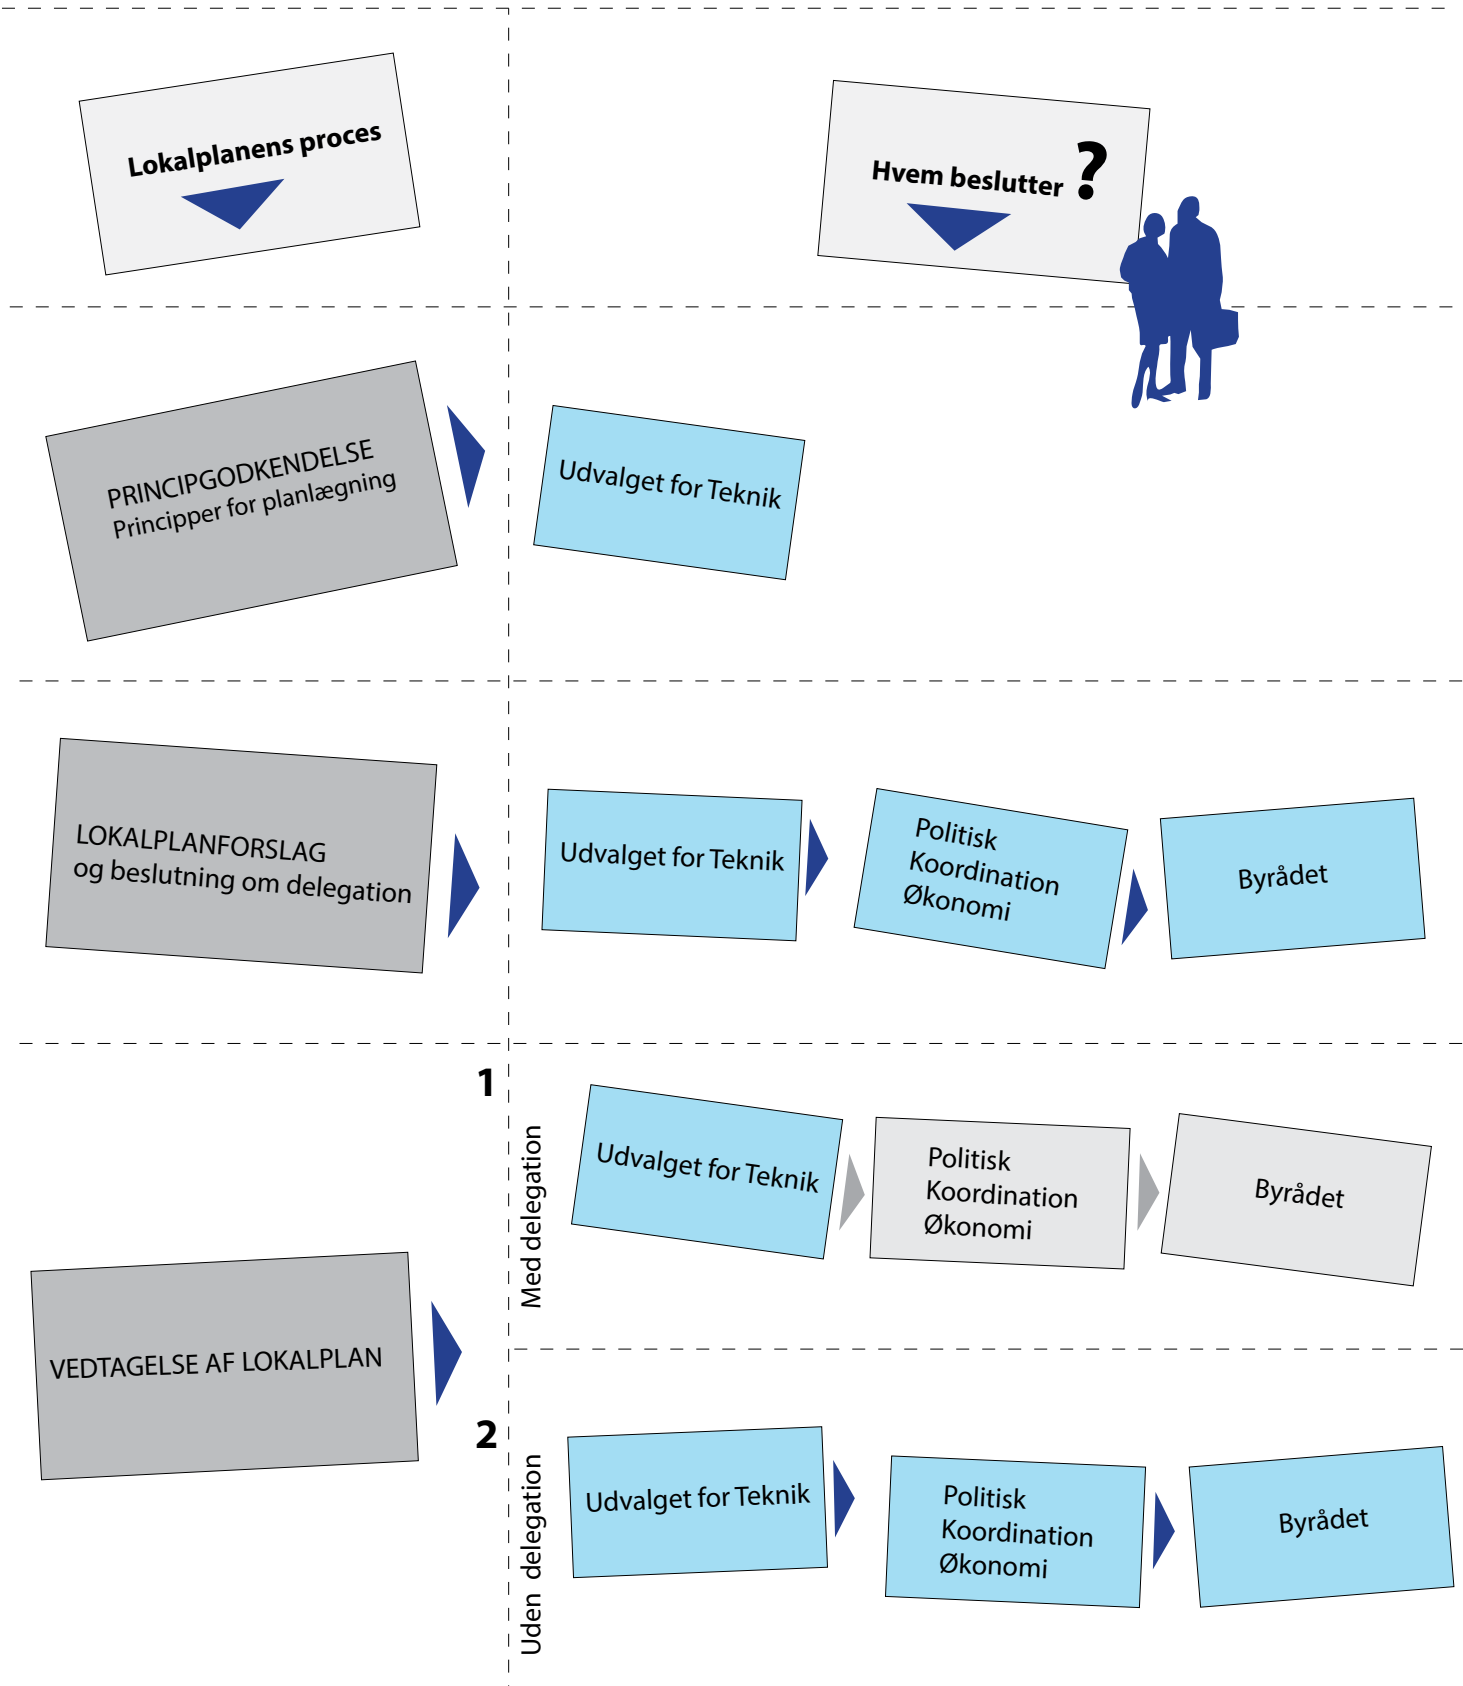 Lokalplanens proces
Hvem beslutter ?
PRINCIPGODKENDELSE
Principper for planlægning
Udvalget for Teknik
LOKALPLANFORSLAG
og beslutning om delegation
Udvalget for Teknik
Politisk
Koordination
Økonomi
Byrådet
VEDTAGELSE AF LOKALPLAN
1
Med delegation
Udvalget for Teknik
Politisk
Koordination
Økonomi
Byrådet
2
Uden delegation
Udvalget for Teknik
Politisk
Koordination
Økonomi
Byrådet